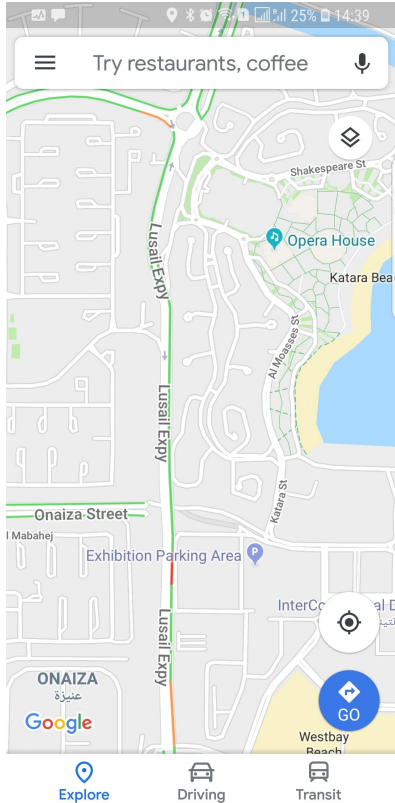 25% 14:39
Try restaurants, coffee
Shakespeare St
Opera House
Lusail Expy
Katara Bea
Al Moasses St
Lusail Expy
Katara St
Onaiza Street
l Mabahej
Exhibition Parking Area
P
InterCo
al D
Lusail Expy
ONAIZA
عنيزة
GO
Google
Westbay
Beach
Explore
Driving
Transit